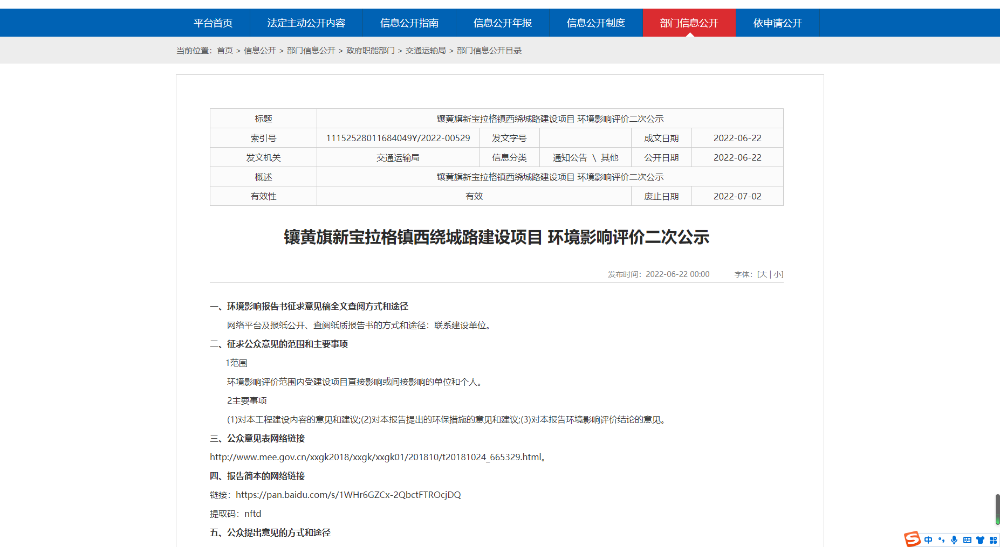 平台首页 法定主动公开内容 信息公开指南 信息公开年报 信息公开制度 部门信息公开 依申请公开
当前位置：首页 > 信息公开 > 部门信息公开 > 政府职能部门 > 交通运输局 > 部门信息公开目录
标题 镶黄旗新宝拉格镇西绕城路建设项目 环境影响评价二次公示
索引号 11152528011684049Y/2022-00529 发文字号 成文日期 2022-06-22
发文机关 交通运输局 信息分类 通知公告 \ 其他 公开日期 2022-06-22
概述 镶黄旗新宝拉格镇西绕城路建设项目 环境影响评价二次公示
有效性 有效 废止日期 2022-07-02
镶黄旗新宝拉格镇西绕城路建设项目 环境影响评价二次公示
发布时间：2022-06-22 00:00 字体：[大 | 小]
一、环境影响报告书征求意见稿全文查阅方式和途径
网络平台及报纸公开、查阅纸质报告书的方式和途径：联系建设单位。
二、征求公众意见的范围和主要事项
1范围
环境影响评价范围内受建设项目直接影响或间接影响的单位和个人。
2主要事项
(1)对本工程建设内容的意见和建议;(2)对本报告提出的环保措施的意见和建议;(3)对本报告环境影响评价结论的意见。
三、公众意见表网络链接
http://www.mee.gov.cn/xxgk2018/xxgk/xxgk01/201810/t20181024_665329.html。
四、报告简本的网络链接
链接：https://pan.baidu.com/s/1WHr6GZCx-2QbctFTROcjDQ
提取码：nftd
五、公众提出意见的方式和途径
S 中